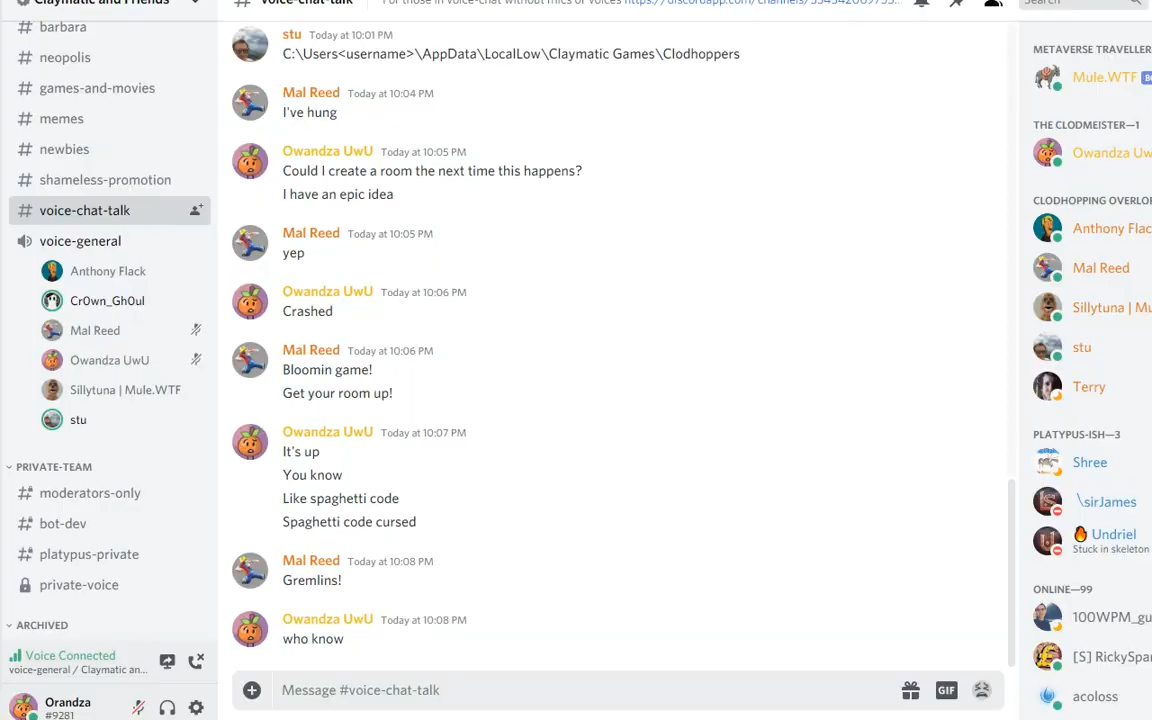 Claymatic and Friends
# barbara
# neopolis
# games-and-movies
# memes
# newbies
# shameless-promotion
# voice-chat-talk
voice-general
Anthony Flack
Cr0wn_Gh0ul
Mal Reed
Owandza UwU
Sillytuna | Mule.WTF
stu
PRIVATE-TEAM
# moderators-only
# bot-dev
# platypus-private
private-voice
ARCHIVED
Voice Connected
voice-general / Claymatic an...
Orandza
#9281
# voice-chat-talk
For those in voice-chat without mics or voices
Search
stu Today at 10:01 PM
C:\Users<username>\AppData\LocalLow\Claymatic Games\Clodhoppers
Mal Reed Today at 10:04 PM
I've hung
Owandza UwU Today at 10:05 PM
Could I create a room the next time this happens?
I have an epic idea
Mal Reed Today at 10:05 PM
yep
Owandza UwU Today at 10:06 PM
Crashed
Mal Reed Today at 10:06 PM
Bloomin game!
Get your room up!
Owandza UwU Today at 10:07 PM
It's up
You know
Like spaghetti code
Spaghetti code cursed
Mal Reed Today at 10:08 PM
Gremlins!
Owandza UwU Today at 10:08 PM
who know
Message #voice-chat-talk
GIF
METAVERSE TRAVELLER
Mule.WTF
THE CLODMEISTER—1
Owandza Uw
CLODHOPPING OVERLO
Anthony Flac
Mal Reed
Sillytuna | Mu
stu
Terry
PLATYPUS-ISH—3
Shree
\sirJames
Undriel
Stuck in skeleton
ONLINE—99
100WPM_gu
[S] RickySpa
acoloss